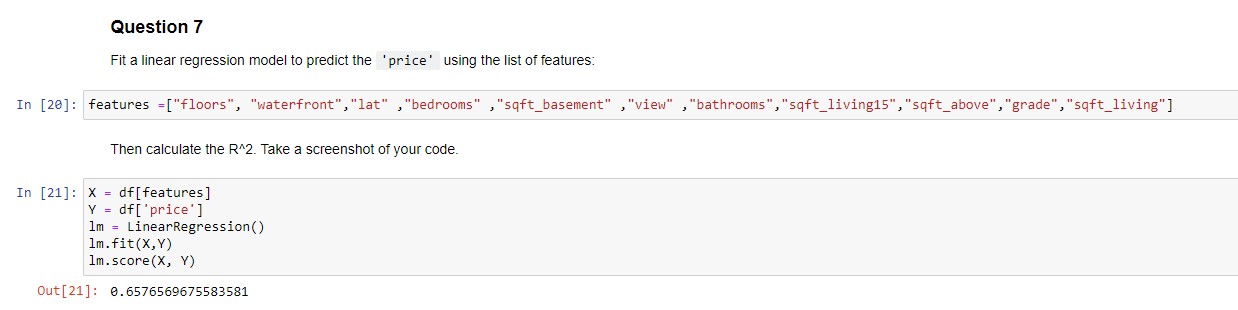 Question 7
Fit a linear regression model to predict the 'price' using the list of features:
In [20]: features =["floors", "waterfront","lat" ,"bedrooms" ,"sqft_basement" ,"view" ,"bathrooms","sqft_living15","sqft_above","grade","sqft_living"]
Then calculate the R^2. Take a screenshot of your code.
In [21]: X = df[features]
Y = df['price']
lm = LinearRegression()
lm.fit(X,Y)
lm.score(X, Y)
Out[21]: 0.6576569675583581